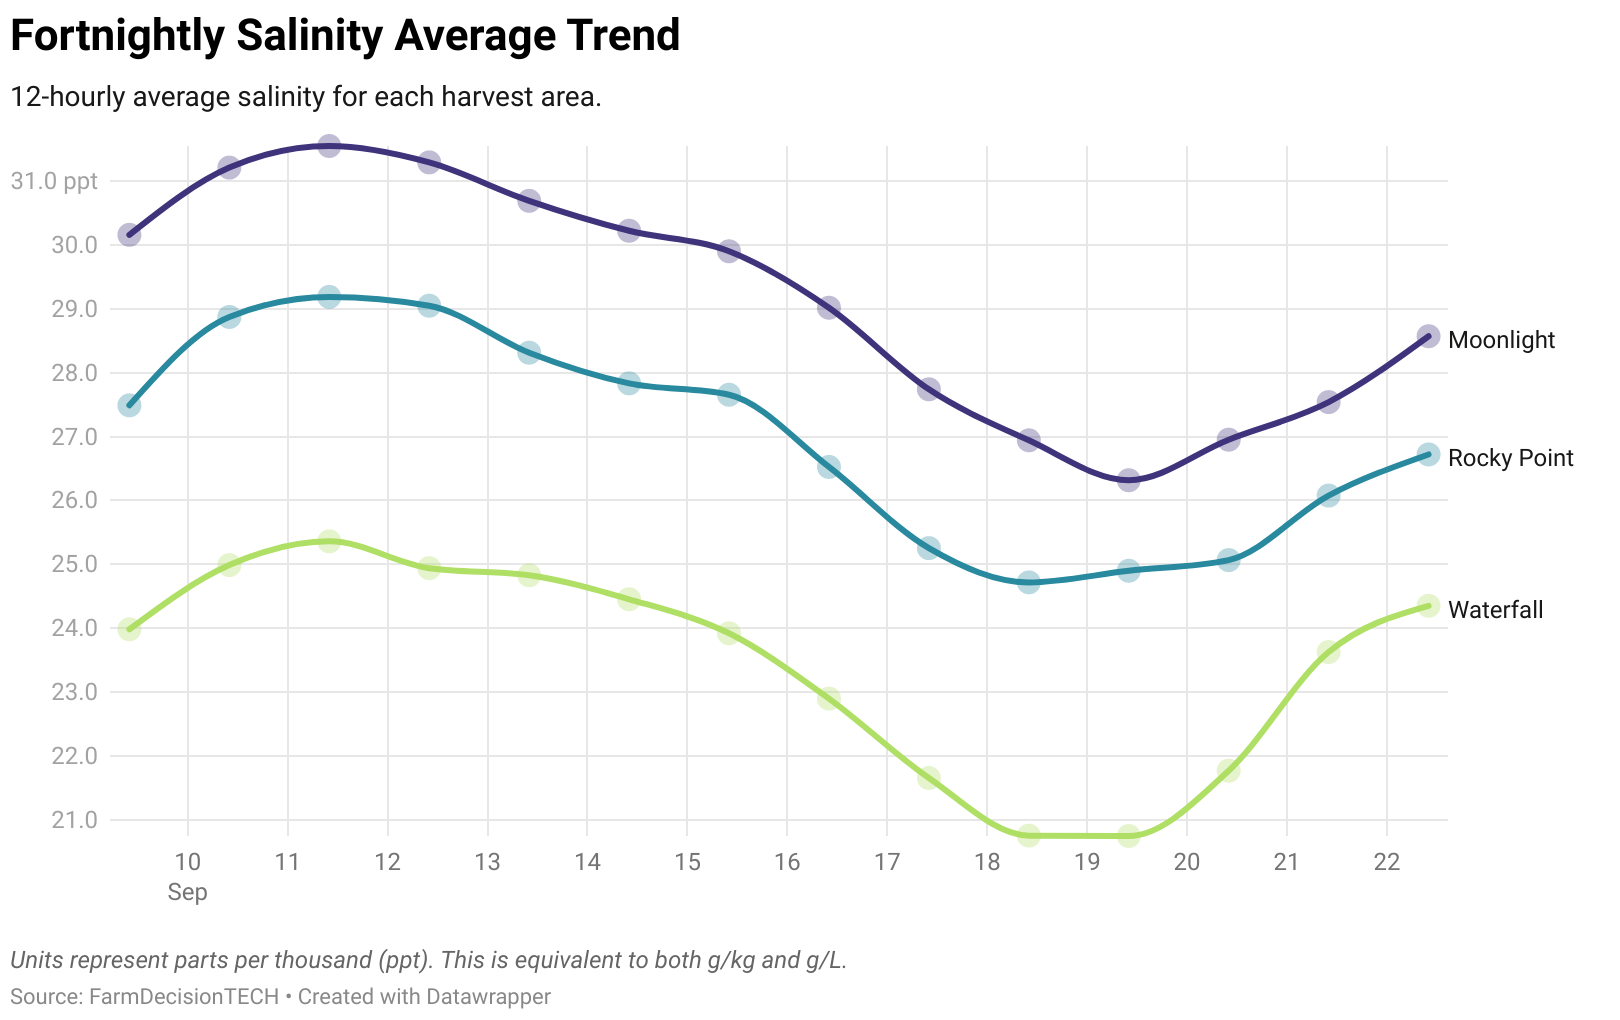 Fortnightly Salinity Average Trend
12-hourly average salinity for each harvest area.
31.0 ppt
30.0
29.0
28.0
27.0
26.0
25.0
24.0
23.0
22.0
21.0
Moonlight
Rocky Point
Waterfall
10 11 12 13 14 15 16 17 18 19 20 21 22
Sep
Units represent parts per thousand (ppt). This is equivalent to both g/kg and g/L.
Source: FarmDecisionTECH • Created with Datawrapper